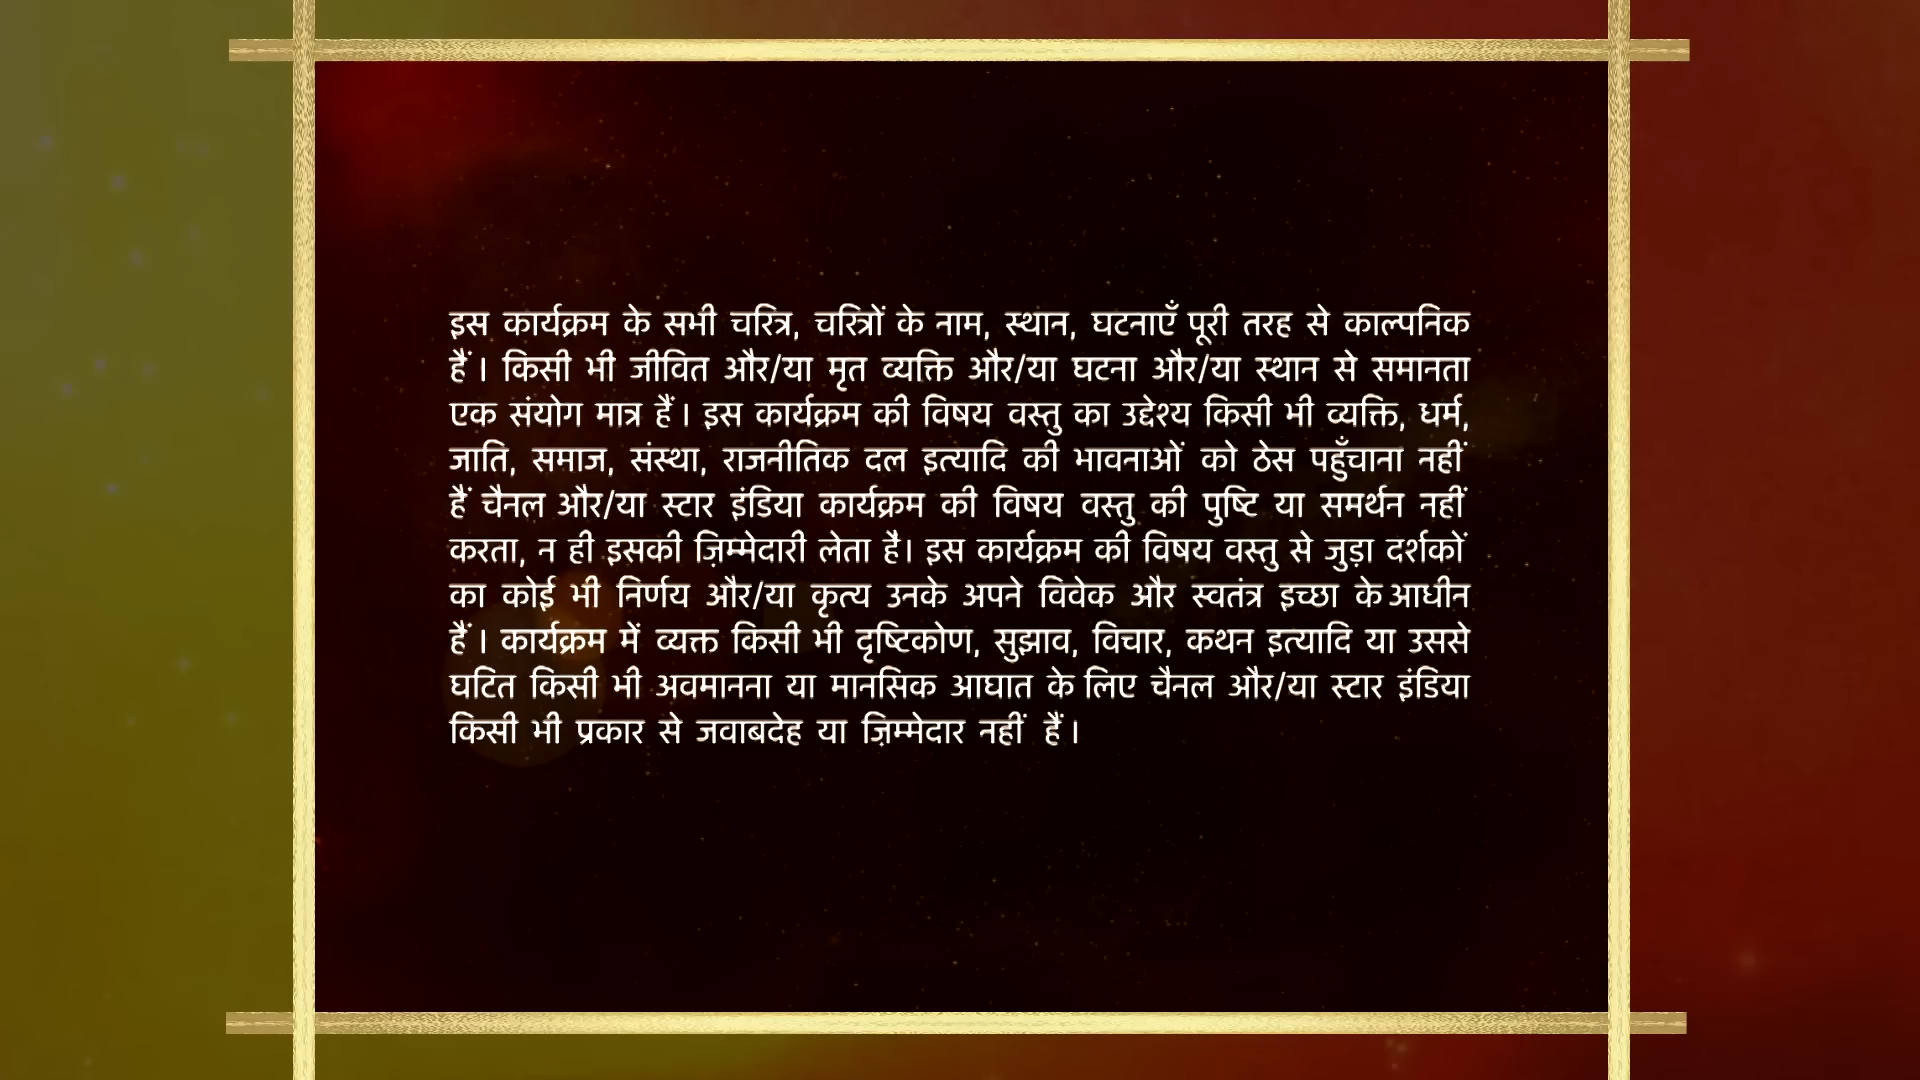 इस कार्यक्रम के सभी चरित्र, चरित्रों के नाम, स्थान, घटनाएँ पूरी तरह से काल्पनिक
हैं । किसी भी जीवित और/या मृत व्यक्ति और/या घटना और/या स्थान से समानता
एक संयोग मात्र हैं । इस कार्यक्रम की विषय वस्तु का उद्देश्य किसी भी व्यक्ति, धर्म,
जाति, समाज, संस्था, राजनीतिक दल इत्यादि की भावनाओं को ठेस पहुँचाना नहीं
हैं चैनल और/या स्टार इंडिया कार्यक्रम की विषय वस्तु की पुष्टि या समर्थन नहीं
करता, न ही इसकी ज़िम्मेदारी लेता है। इस कार्यक्रम की विषय वस्तु से जुड़ा दर्शकों
का कोई भी निर्णय और/या कृत्य उनके अपने विवेक और स्वतंत्र इच्छा के आधीन
हैं । कार्यक्रम में व्यक्त किसी भी दृष्टिकोण, सुझाव, विचार, कथन इत्यादि या उससे
घटित किसी भी अवमानना या मानसिक आघात के लिए चैनल और/या स्टार इंडिया
किसी भी प्रकार से जवाबदेह या ज़िम्मेदार नहीं हैं ।